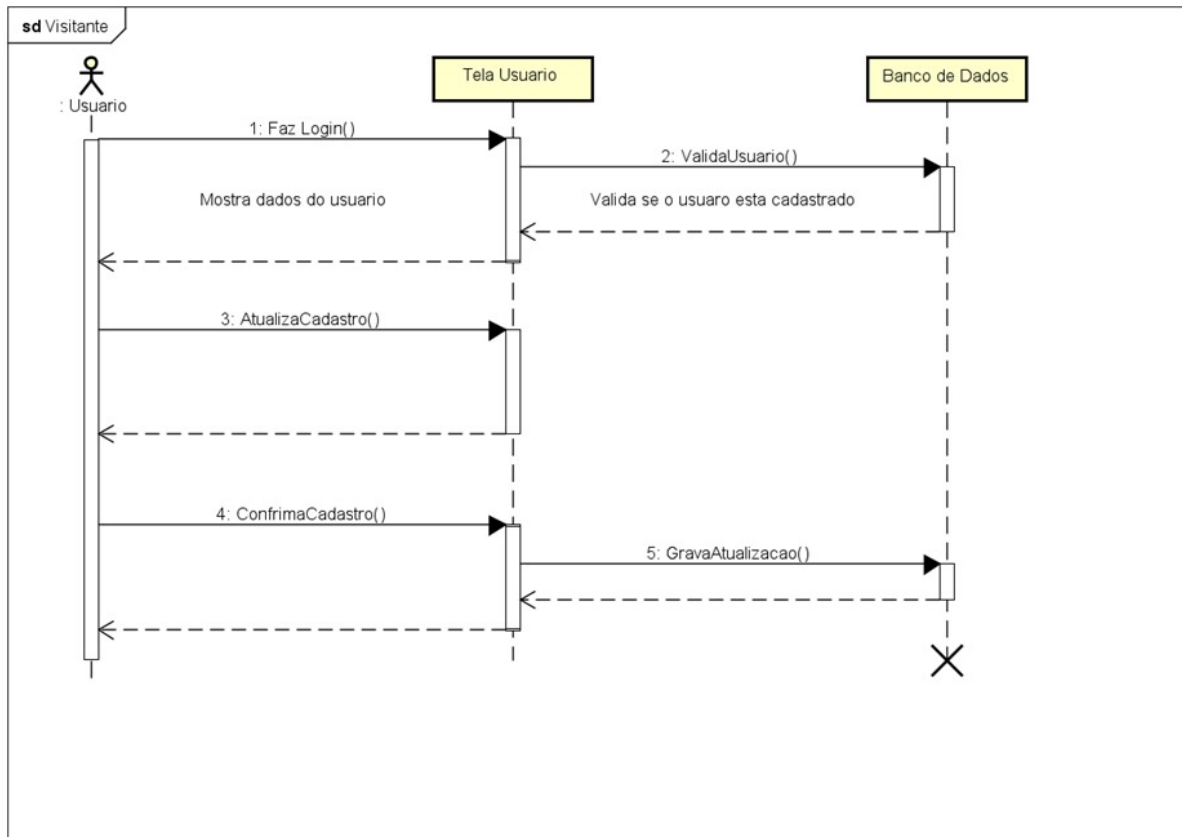 sd Visitante
: Usuario
Tela Usuario
Banco de Dados
1: Faz Login()
2: ValidaUsuario()
Mostra dados do usuario
Valida se o usuaro esta cadastrado
3: AtualizaCadastro()
4: ConfrimaCadastro()
5: GravaAtualizacao()